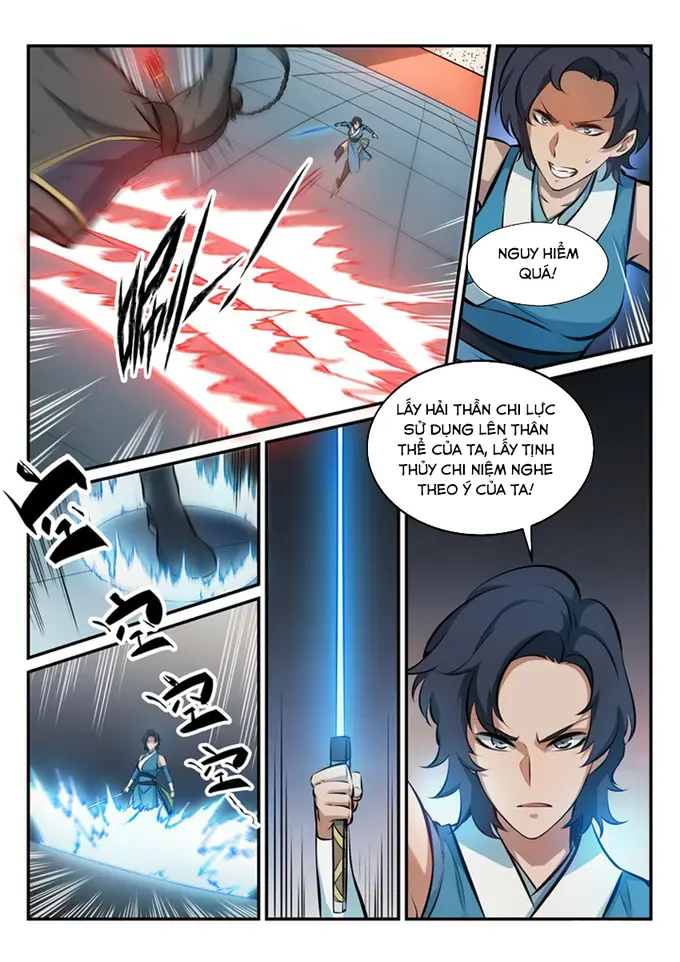 NGUY HIỂM
QUÁ!
LẤY HẢI THẦN CHI LỰC
SỬ DỤNG LÊN THÂN
THỂ CỦA TA, LẤY TỊNH
THỦY CHI NIỆM NGHE
THEO Ý CỦA TA!